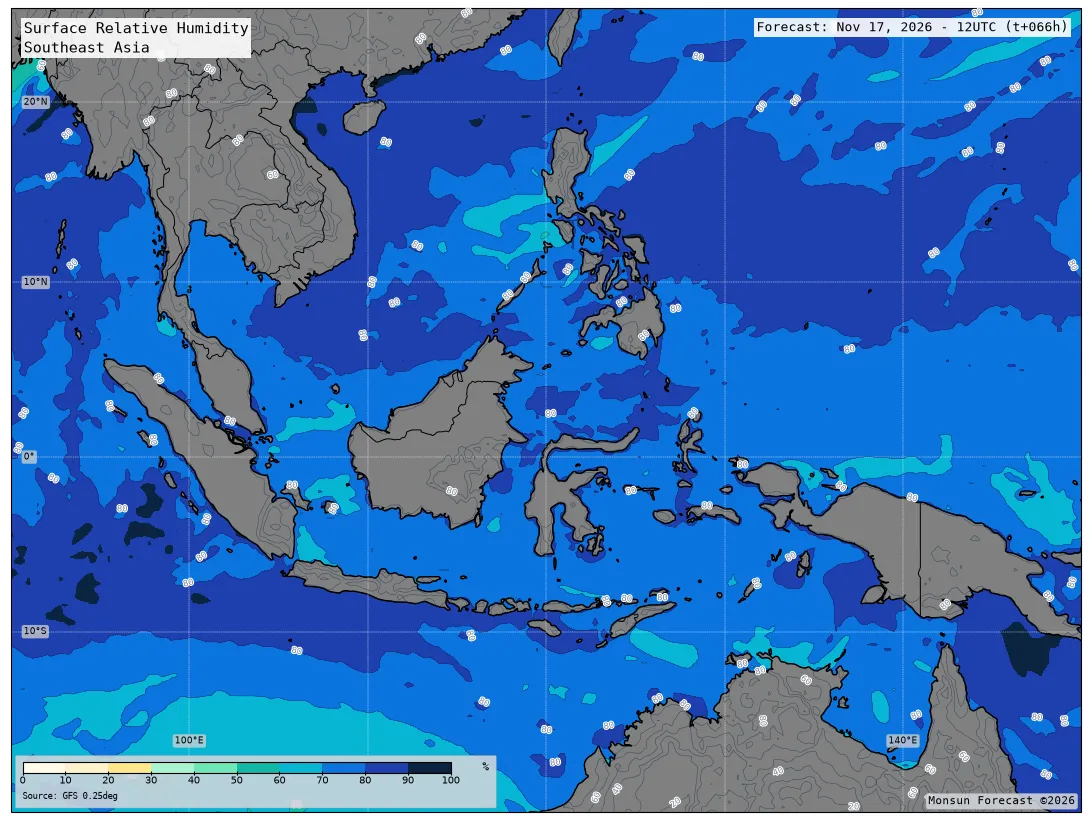 Surface Relative Humidity
Southeast Asia
Forecast: Nov 17, 2026 - 12UTC (t+066h)
20°N
10°N
0°
10°S
100°E
140°E
0 10 20 30 40 50 60 70 80 90 100
%
Source: GFS 0.25deg
Monsun Forecast ©2026